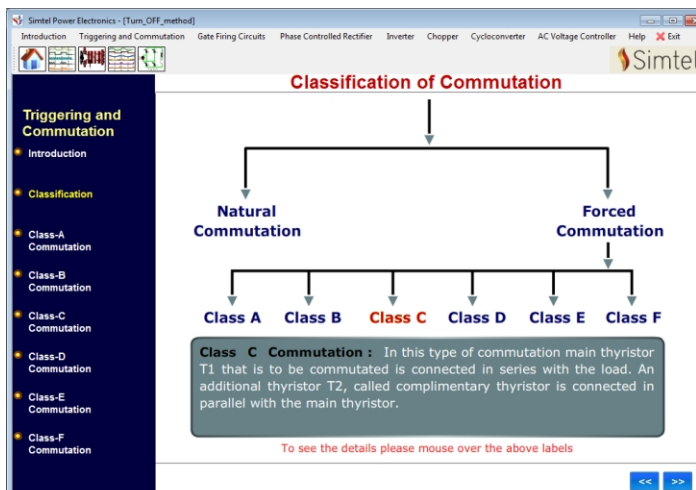 Simtel Power Electronics - [Turn_OFF_method]
Introduction Triggering and Commutation Gate Firing Circuits Phase Controlled Rectifier Inverter Chopper Cycloconverter AC Voltage Controller Help Exit
Simtel
Classification of Commutation
Triggering and
Commutation
Introduction
Classification
Class-A
Commutation
Class-B
Commutation
Class-C
Commutation
Class-D
Commutation
Class-E
Commutation
Class-F
Commutation
Natural
Commutation
Forced
Commutation
Class A Class B Class C Class D Class E Class F
Class C Commutation : In this type of commutation main thyristor
T1 that is to be commutated is connected in series with the load. An
additional thyristor T2, called complimentary thyristor is connected in
parallel with the main thyristor.
To see the details please mouse over the above labels
<< >>